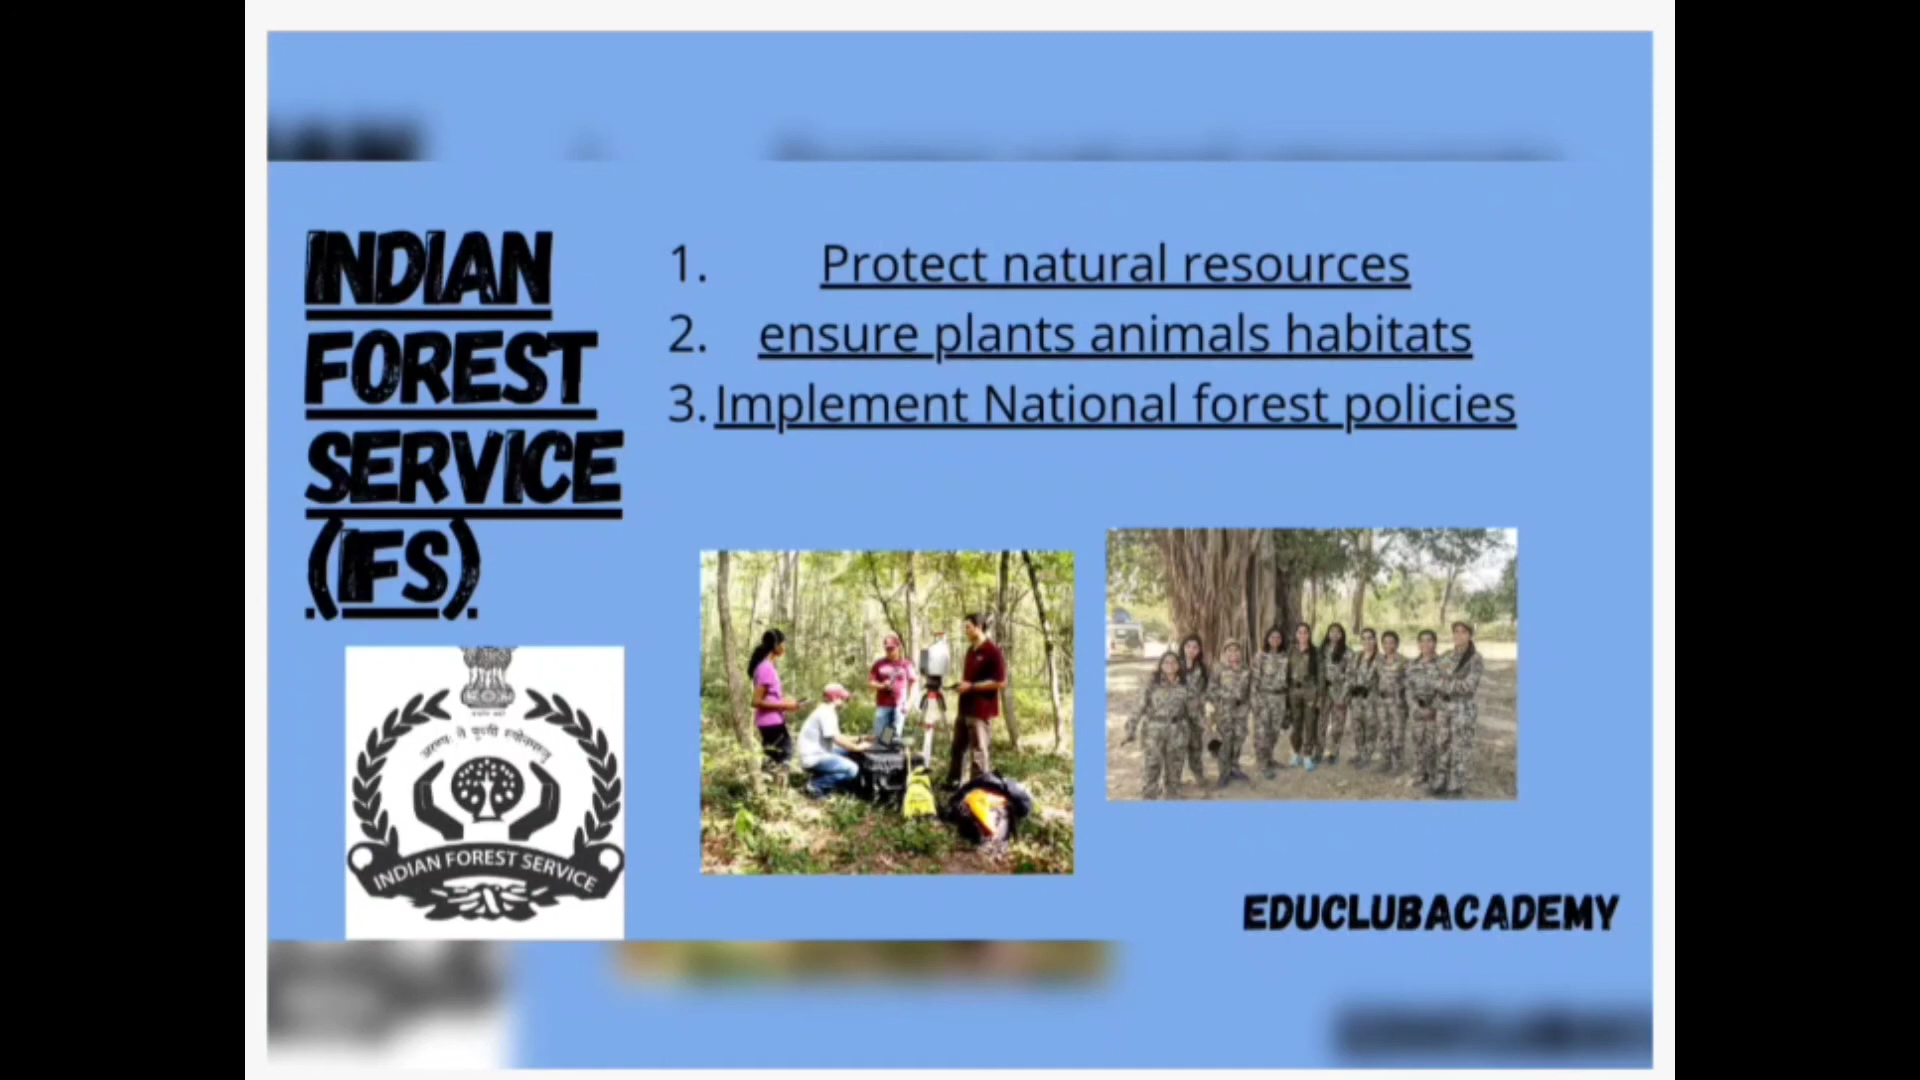 INDIAN
FOREST
SERVICE
(IFS)
1. Protect natural resources
2. ensure plants animals habitats
3. Implement National forest policies
INDIAN FOREST SERVICE
EDUCLUBACADEMY